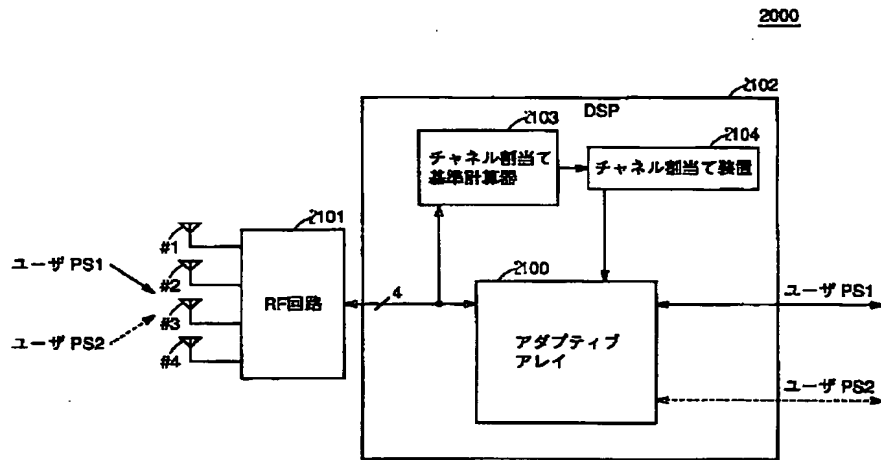 2000
2102
DSP
2103
チャネル割当て
基準計算器
2104
チャネル割当て装置
2101
RF回路
#1
#2
#3
#4
ユーザ PS1
ユーザ PS2
4
2100
アダプティブ
アレイ
ユーザ PS1
ユーザ PS2